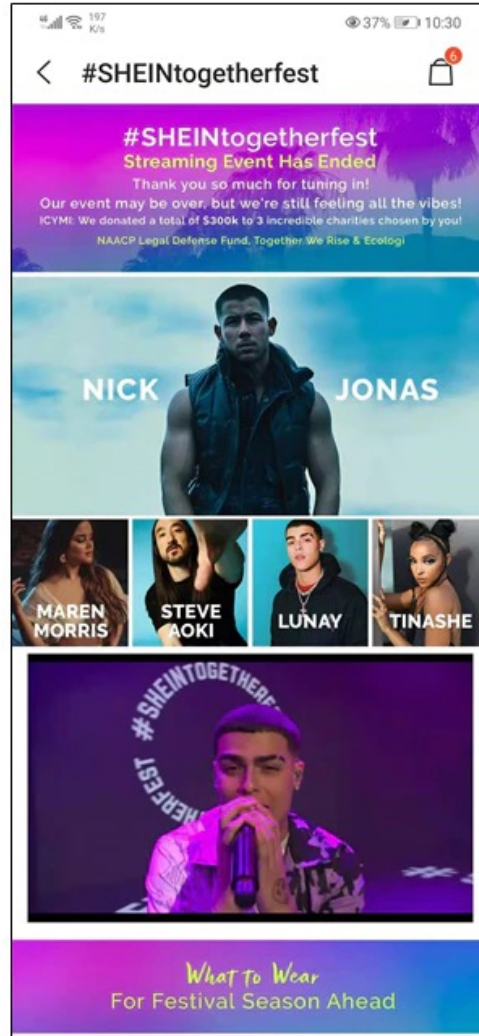 197
K/s
37% 10:30
#SHEINtogetherfest
6
#SHEINtogetherfest
Streaming Event Has Ended
Thank you so much for tuning in!
Our event may be over, but we're still feeling all the vibes!
ICYMI: We donated a total of $300k to 3 incredible charities chosen by you!
NAACP Legal Defense Fund, Together We Rise & Ecologi
NICK JONAS
MAREN
MORRIS
STEVE
AOKI
LUNAY
TINASHE
#SHEINTOGETHERFES
HERFEST
What to Wear
For Festival Season Ahead